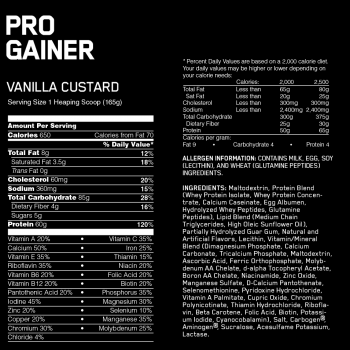 PRO
GAINER
VANILLA CUSTARD
Serving Size 1 Heaping Scoop (165g)
Amount Per Serving
Calories 650 Calories from Fat 70
% Daily Value*
Total Fat 8g 12%
Saturated Fat 3.5g 18%
Trans Fat 0g
Cholesterol 60mg 20%
Sodium 360mg 15%
Total Carbohydrate 85g 28%
Dietary Fiber 4g 16%
Sugars 5g
Protein 60g 120%
Vitamin A 20% • Vitamin C 35%
Calcium 50% • Iron 25%
Vitamin E 35% • Thiamin 15%
Riboflavin 35% • Niacin 20%
Vitamin B6 20% • Folic Acid 20%
Vitamin B12 20% • Biotin 20%
Pantothenic Acid 20% • Phosphorus 35%
Iodine 45% • Magnesium 30%
Zinc 20% • Selenium 10%
Copper 20% • Manganese 35%
Chromium 30% • Molybdenum 25%
Chloride 4%
* Percent Daily Values are based on a 2,000 calorie diet.
Your daily values may be higher or lower depending on
your calorie needs:
Calories: 2,000 2,500
Total Fat Less than 65g 80g
Sat Fat Less than 20g 25g
Cholesterol Less than 300mg 300mg
Sodium Less than 2,400mg 2,400mg
Total Carbohydrate 300g 375g
Dietary Fiber 25g 30g
Protein 50g 65g
Calories per gram:
Fat 9 • Carbohydrate 4 • Protein 4
ALLERGEN INFORMATION: CONTAINS MILK, EGG, SOY
(LECITHIN), AND WHEAT (GLUTAMINE PEPTIDES)
INGREDIENTS.
INGREDIENTS: Maltodextrin, Protein Blend
(Whey Protein Isolate, Whey Protein Concen-
trate, Calcium Caseinate, Egg Albumen,
Hydrolyzed Whey Peptides, Glutamine
Peptides), Lipid Blend (Medium Chain
Triglycerides, High Oleic Sunflower Oil),
Partially Hydrolyzed Guar Gum, Natural and
Artificial Flavors, Lecithin, Vitamin/Mineral
Blend (Dimagnesium Phosphate, Calcium
Carbonate, Tricalcium Phosphate, Maltodextrin,
Ascorbic Acid, Ferric Orthophosphate, Molyb-
denum AA Chelate, d-alpha Tocopheryl Acetate,
Boron AA Chelate, Niacinamide, Zinc Oxide,
Manganese Sulfate, D-Calcium Pantothenate,
Selenomethionine, Pyridoxine Hydrochloride,
Vitamin A Palmitate, Cupric Oxide, Chromium
Polynicotinate, Thiamin Hydrochloride, Ribofla-
vin, Beta Carotene, Folic Acid, Biotin, Potass-
ium Iodide, Cyanocobalamin), Salt, Carbogen®,
Aminogen®, Sucralose, Acesulfame Potassium,
Lactase.